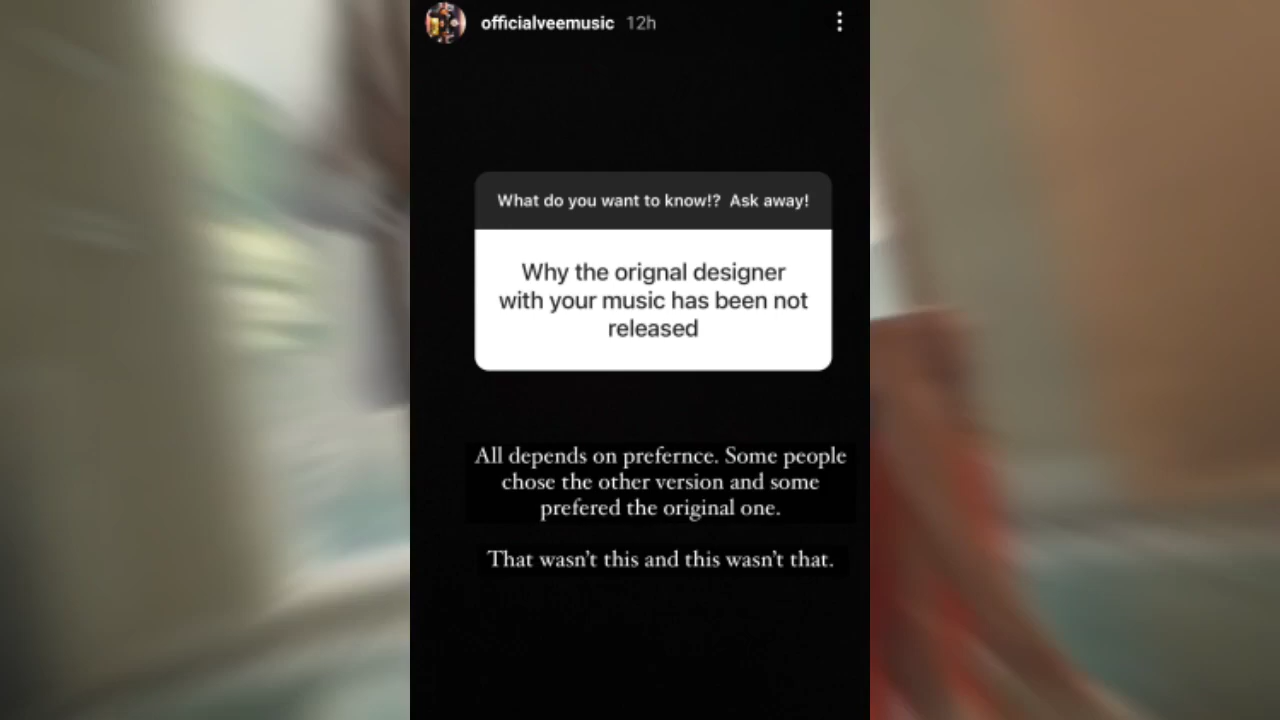 officialveemusic 12h
What do you want to know!? Ask away!
Why the orignal designer
with your music has been not
released
All depends on prefernce. Some people
chose the other version and some
prefered the original one.
That wasn't this and this wasn't that.